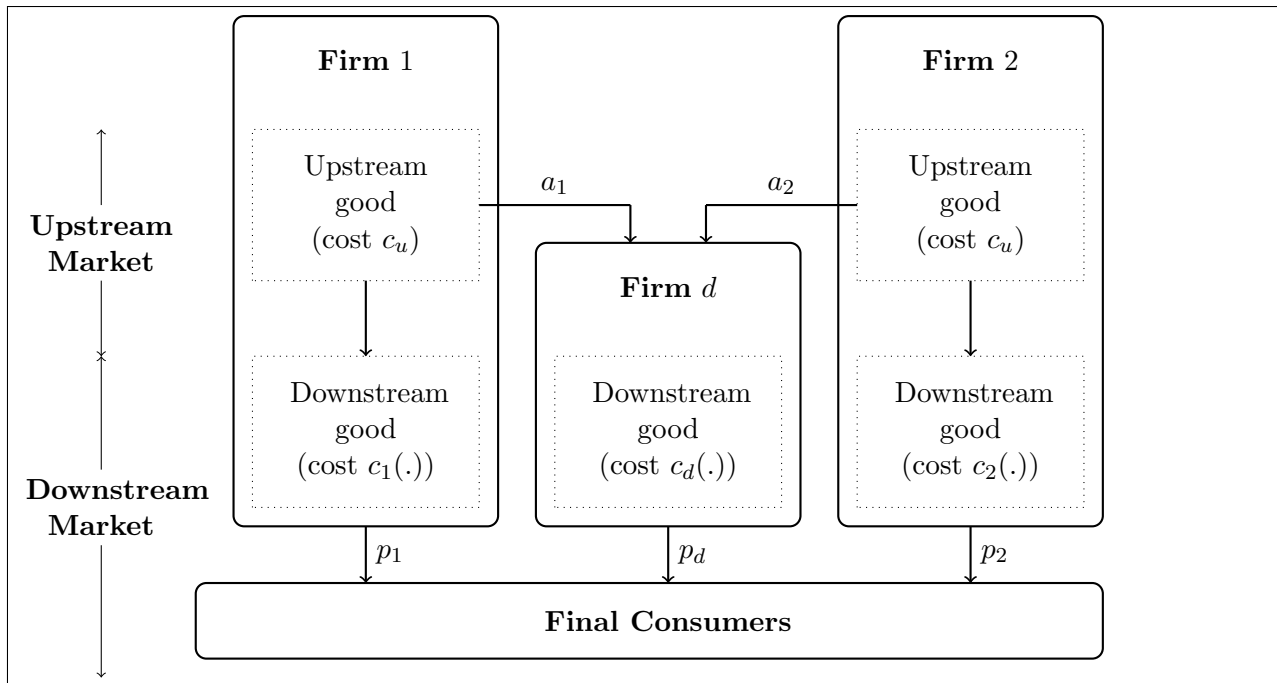 Firm 1
Firm 2
Upstream
good
(cost c_u)
a_1
a_2
Upstream
good
(cost c_u)
Upstream
Market
Firm d
Downstream
good
(cost c_1(.))
Downstream
good
(cost c_d(.))
Downstream
good
(cost c_2(.))
Downstream
Market
p_1
p_d
p_2
Final Consumers